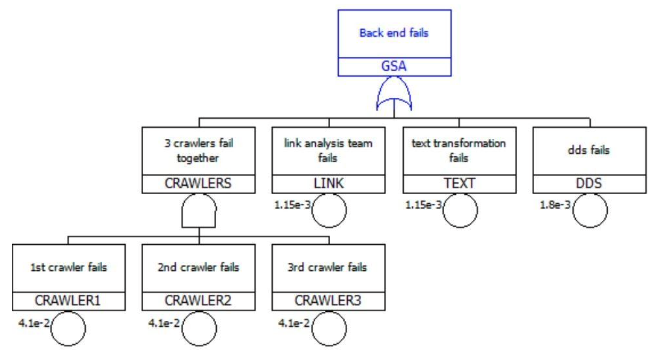 Back end fails
GSA
3 crawlers fail
together
CRAWLERS
link analysis team
fails
LINK
text transformation
fails
TEXT
dds fails
DDS
1.15e-3
1.15e-3
1.8e-3
1st crawler fails
CRAWLER1
2nd crawler fails
CRAWLER2
3rd crawler fails
CRAWLER3
4.1e-2
4.1e-2
4.1e-2